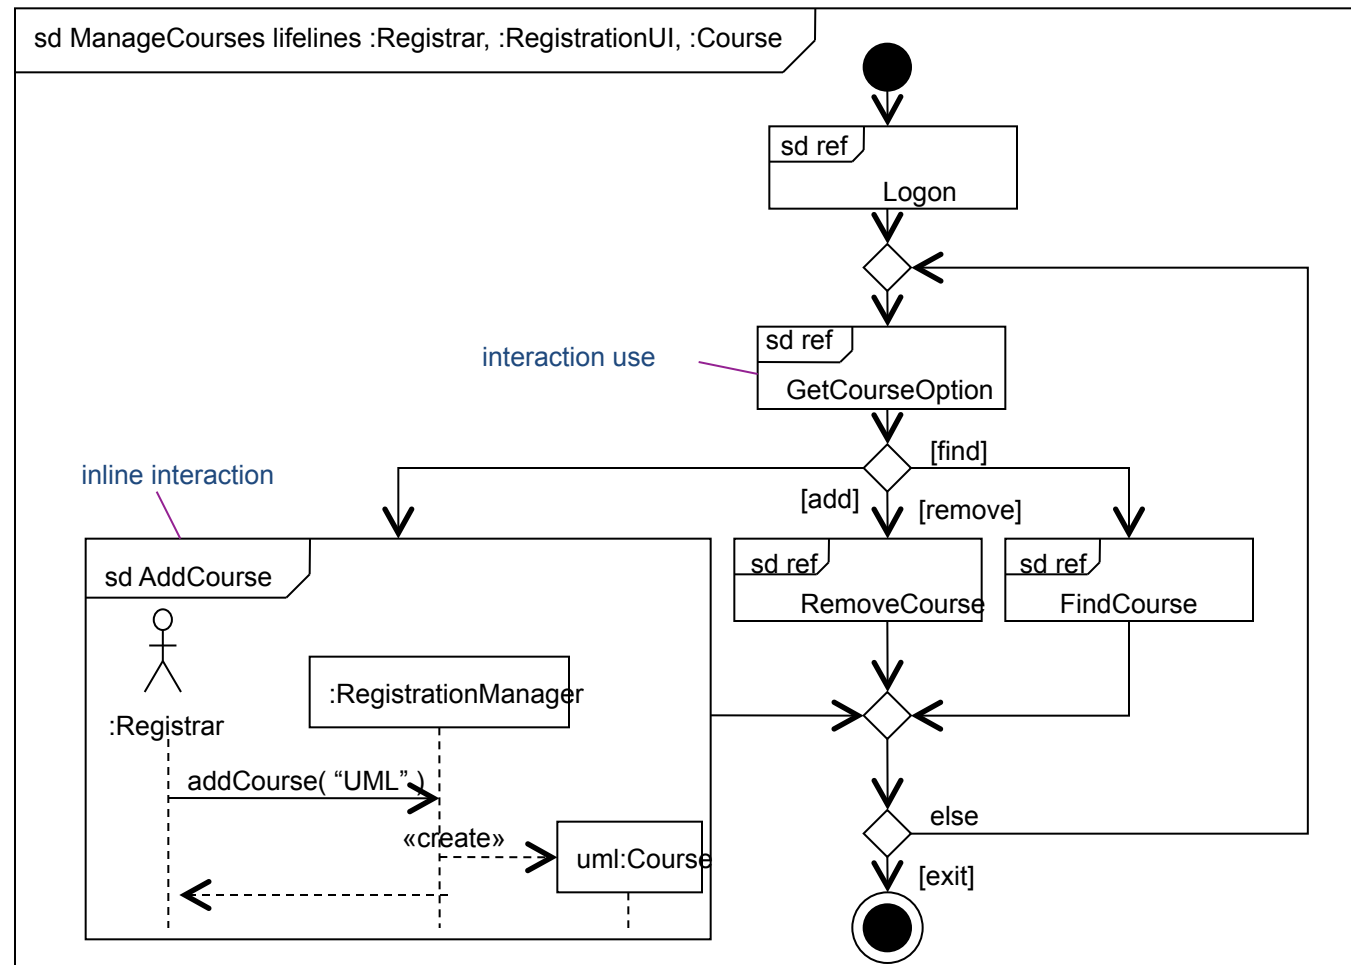 sd ManageCourses lifelines :Registrar, :RegistrationUI, :Course
sd ref
Logon
sd ref
interaction use
GetCourseOption
[find]
inline interaction
[add]
[remove]
sd AddCourse
sd ref
RemoveCourse
sd ref
FindCourse
:RegistrationManager
:Registrar
addCourse( “UML” )
«create»
uml:Course
else
[exit]